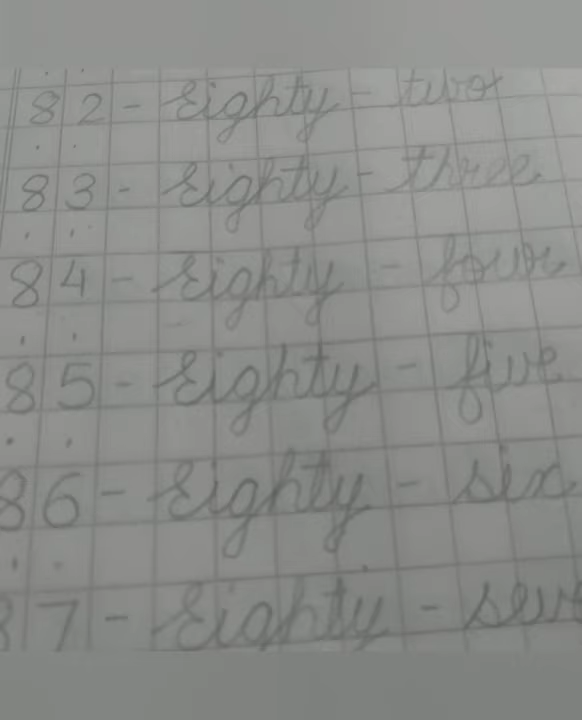 82 - Eighty - two
83 - Eighty - three
84 - Eighty - four
85 - Eighty - five
86 - Eighty - six
87 - Eighty -